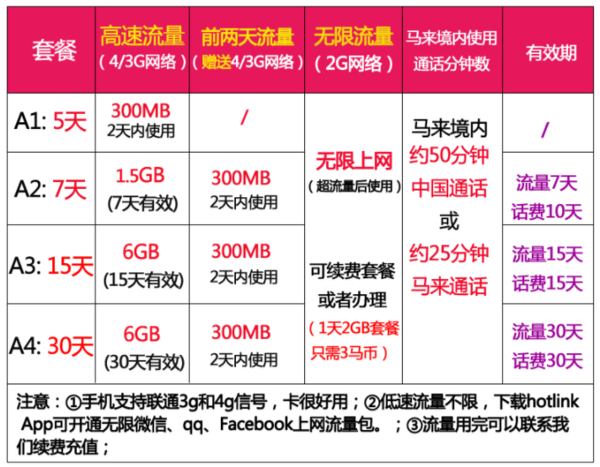 套餐
高速流量
（4/3G网络）
前两天流量
（赠送4/3G网络）
无限流量
（2G网络）
马来境内使用
通话分钟数
有效期
A1: 5天
300MB
2天内使用
/
/
A2: 7天
1.5GB
(7天有效)
300MB
2天内使用
流量7天
话费10天
A3: 15天
6GB
(15天有效)
300MB
2天内使用
流量15天
话费15天
A4: 30天
6GB
(30天有效)
300MB
2天内使用
流量30天
话费30天
无限上网
（超流量后使用）
可续费套餐
或者办理
（1天2GB套餐
只需3马币）
马来境内
约50分钟
中国通话
或
约25分钟
马来通话
注意：①手机支持联通3g和4g信号，卡很好用；②低速流量不限，下载hotlink
App可开通无限微信、qq、Facebook上网流量包。；③流量用完可以联系我
们续费充值；